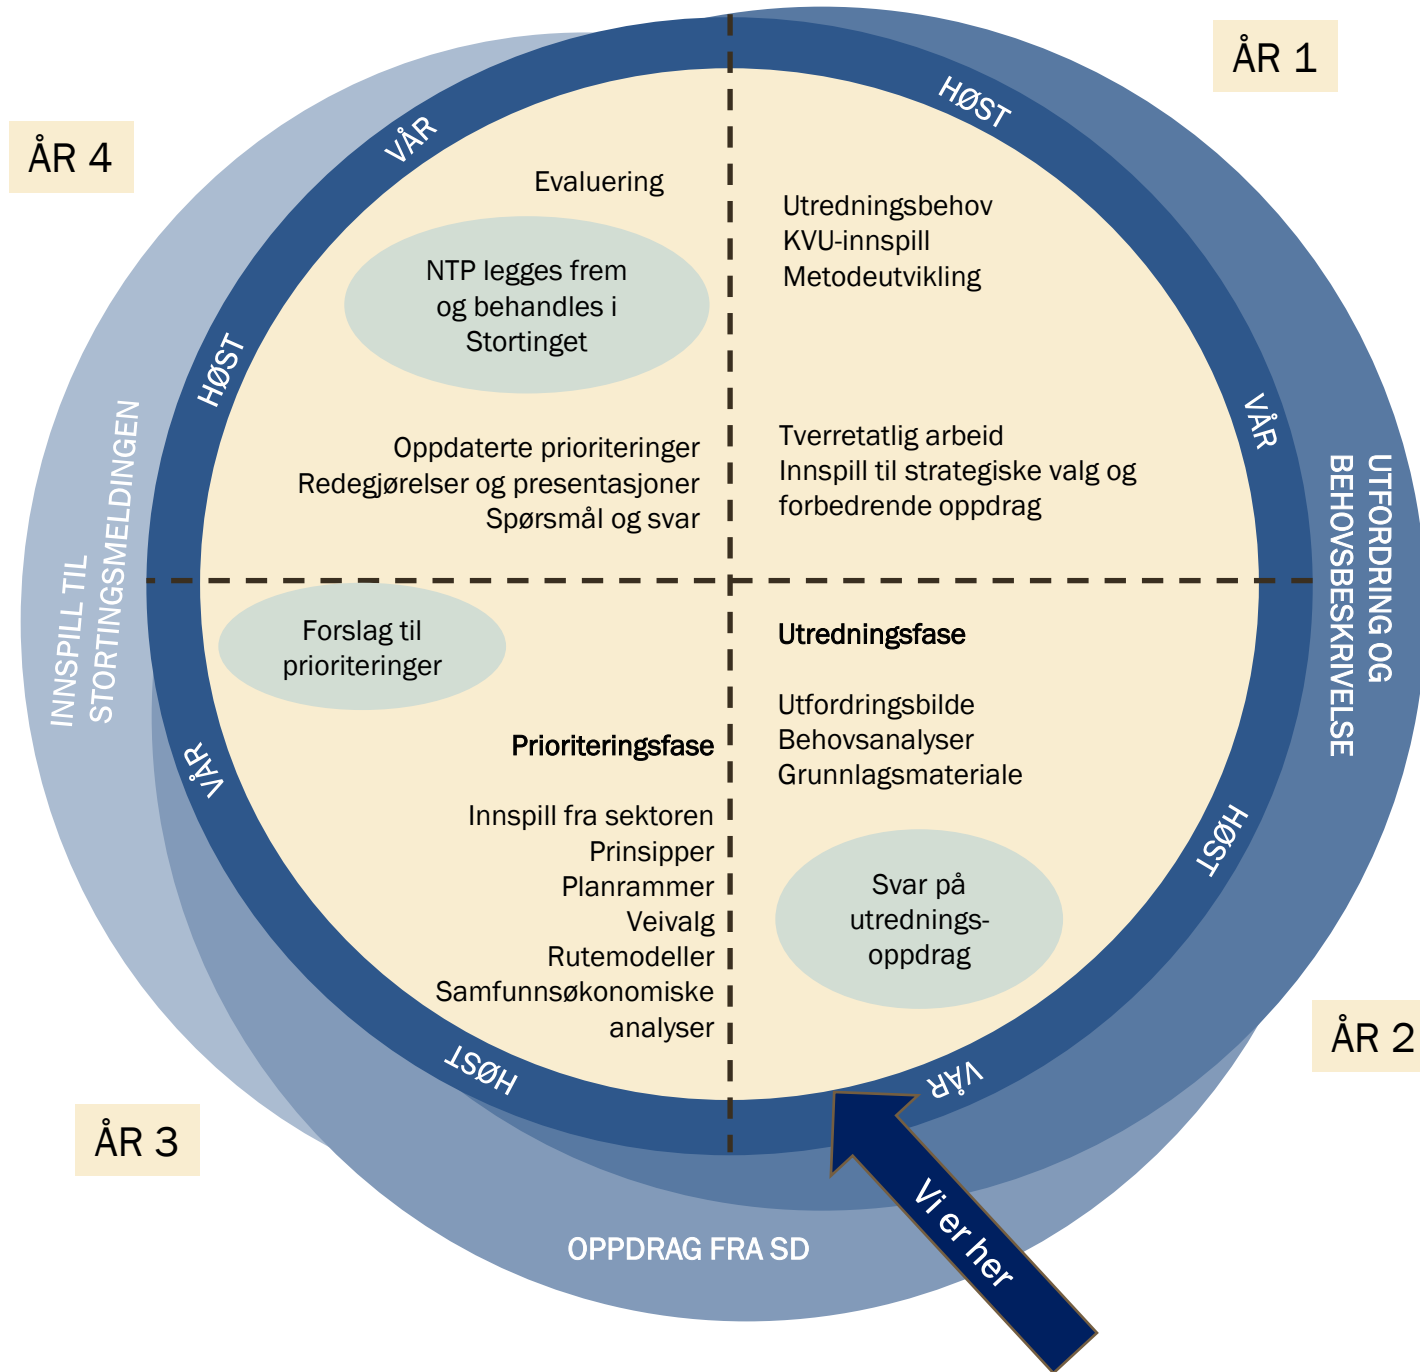 ÅR 1
HØST
Utredningsbehov
KVU-innspill
Metodeutvikling
VÅR
Tverretatlig arbeid
Innspill til strategiske valg og
forbedrende oppdrag
UTFORDRING OG
BEHOVSBESKRIVELSE
ÅR 2
HØST
Utredningsfase
Utfordringsbilde
Behovsanalyser
Grunnlagsmateriale
Svar på
utrednings-
oppdrag
VÅR
Vi er her
OPPDRAG FRA SD
ÅR 3
HØST
Prioriteringsfase
Innspill fra sektoren
Prinsipper
Planrammer
Veivalg
Rutemodeller
Samfunnsøkonomiske
analyser
VÅR
Forslag til
prioriteringer
INNSPILL TIL
STORTINGSMELDINGEN
ÅR 4
HØST
Oppdaterte prioriteringer
Redegjørelser og presentasjoner
Spørsmål og svar
NTP legges frem
og behandles i
Stortinget
VÅR
Evaluering